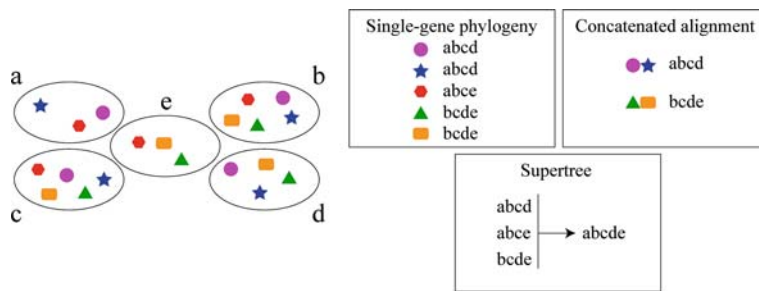 a
b
e
c
d
Single-gene phylogeny
abcd
abcd
abce
bcde
bcde
Concatenated alignment
abcd
bcde
Supertree
abcd
abce
abcde
bcde